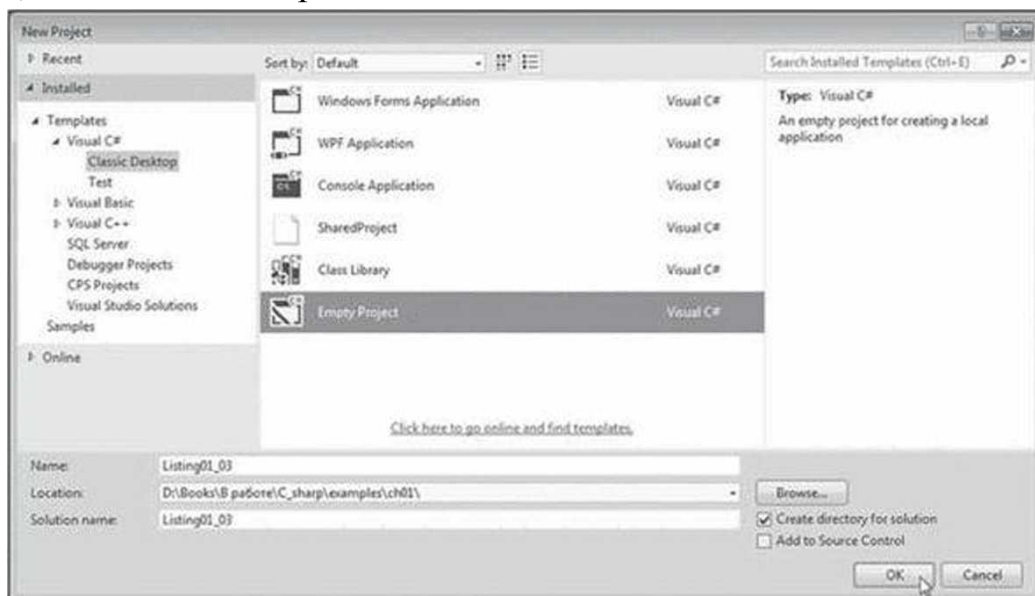 New Project
Recent
Installed
Templates
Visual C#
Classic Desktop
Test
Visual Basic
Visual C++
SQL Server
Debugger Projects
CPS Projects
Visual Studio Solutions
Samples
Online
Sort by: Default
Windows Forms Application Visual C#
WPF Application Visual C#
Console Application Visual C#
SharedProject Visual C#
Class Library Visual C#
Empty Project Visual C#
Click here to go online and find templates.
Search Installed Templates (Ctrl+E)
Type: Visual C#
An empty project for creating a local
application
Name: Listing01_03
Location: D:\Books\В работе\C_sharp\examples\ch01\
Browse...
Solution name: Listing01_03
Create directory for solution
Add to Source Control
OK Cancel